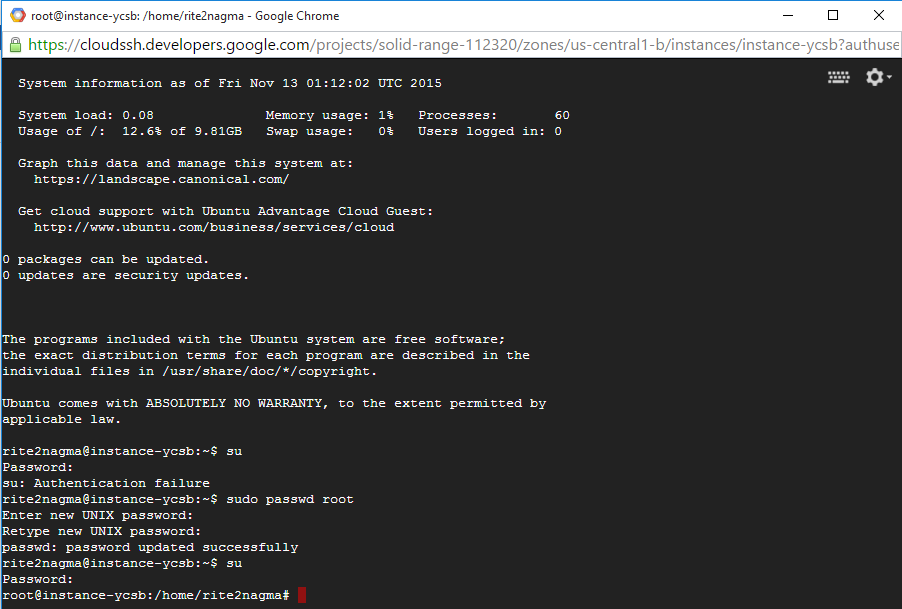 root@instance-ycsb: /home/rite2nagma - Google Chrome
https://cloudssh.developers.google.com/projects/solid-range-112320/zones/us-central1-b/instances/instance-ycsb?authuse
System information as of Fri Nov 13 01:12:02 UTC 2015
System load: 0.08 Memory usage: 1% Processes: 60
Usage of /: 12.6% of 9.81GB Swap usage: 0% Users logged in: 0
Graph this data and manage this system at:
https://landscape.canonical.com/
Get cloud support with Ubuntu Advantage Cloud Guest:
http://www.ubuntu.com/business/services/cloud
0 packages can be updated.
0 updates are security updates.
The programs included with the Ubuntu system are free software;
the exact distribution terms for each program are described in the
individual files in /usr/share/doc/*/copyright.
Ubuntu comes with ABSOLUTELY NO WARRANTY, to the extent permitted by
applicable law.
rite2nagma@instance-ycsb:~$ su
Password:
su: Authentication failure
rite2nagma@instance-ycsb:~$ sudo passwd root
Enter new UNIX password:
Retype new UNIX password:
passwd: password updated successfully
rite2nagma@instance-ycsb:~$ su
Password:
root@instance-ycsb:/home/rite2nagma#